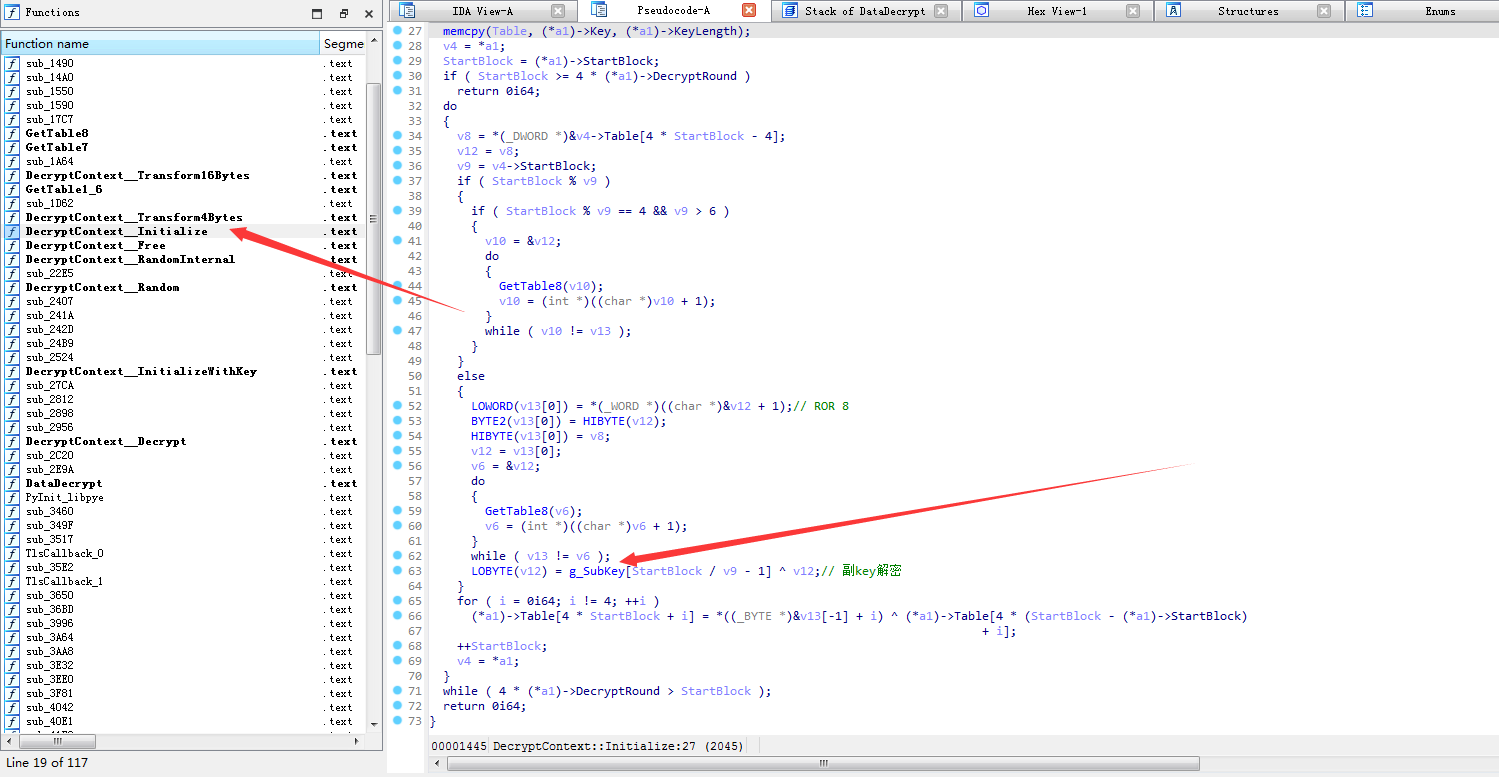 Functions
Function name
Segme
sub_1490 .text
sub_14A0 .text
sub_1550 .text
sub_1590 .text
sub_17C7 .text
GetTable8 .text
GetTable7 .text
sub_1A64 .text
DecryptContext__Transform16Bytes .text
GetTable1_6 .text
sub_1D62 .text
DecryptContext__Transform4Bytes .text
DecryptContext__Initialize .text
DecryptContext__Free .text
DecryptContext__RandomInternal .text
sub_22E5 .text
DecryptContext__Random .text
sub_2407 .text
sub_241A .text
sub_242D .text
sub_24B9 .text
sub_2524 .text
DecryptContext__InitializeWithKey .text
sub_27CA .text
sub_2812 .text
sub_2898 .text
sub_2956 .text
DecryptContext__Decrypt .text
sub_2C20 .text
sub_2E9A .text
DataDecrypt .text
PyInit_libpye .text
sub_3460 .text
sub_349F .text
sub_3517 .text
TlsCallback_0 .text
sub_35E2 .text
TlsCallback_1 .text
sub_3650 .text
sub_36BD .text
sub_3996 .text
sub_3A64 .text
sub_3AA8 .text
sub_3E32 .text
sub_3EE0 .text
sub_3F81 .text
sub_4042 .text
sub_40E1 .text
Line 19 of 117
IDA View-A
Pseudocode-A
Stack of DataDecrypt
Hex View-1
Structures
Enums
27 memcpy(Table, (*a1)->Key, (*a1)->KeyLength);
28 v4 = *a1;
29 StartBlock = (*a1)->StartBlock;
30 if ( StartBlock >= 4 * (*a1)->DecryptRound )
31 return 0i64;
32 do
33 {
34 v8 = *(_DWORD *)&v4->Table[4 * StartBlock - 4];
35 v12 = v8;
36 v9 = v4->StartBlock;
37 if ( StartBlock % v9 )
38 {
39 if ( StartBlock % v9 == 4 && v9 > 6 )
40 {
41 v10 = &v12;
42 do
43 {
44 GetTable8(v10);
45 v10 = (int *)((char *)v10 + 1);
46 }
47 while ( v10 != v13 );
48 }
49 }
50 else
51 {
52 LOWORD(v13[0]) = *(_WORD *)((char *)&v12 + 1);// ROR 8
53 BYTE2(v13[0]) = HIBYTE(v12);
54 HIBYTE(v13[0]) = v8;
55 v12 = v13[0];
56 v6 = &v12;
57 do
58 {
59 GetTable8(v6);
60 v6 = (int *)((char *)v6 + 1);
61 }
62 while ( v13 != v6 );
63 LOBYTE(v12) = g_SubKey[StartBlock / v9 - 1] ^ v12;// 副key解密
64 }
65 for ( i = 0i64; i != 4; ++i )
66 (*a1)->Table[4 * StartBlock + i] = *((_BYTE *)&v13[-1] + i) ^ (*a1)->Table[4 * (StartBlock - (*a1)->StartBlock)
67 + i];
68 ++StartBlock;
69 v4 = *a1;
70 }
71 while ( 4 * (*a1)->DecryptRound > StartBlock );
72 return 0i64;
73 }
00001445 DecryptContext::Initialize:27 (2045)